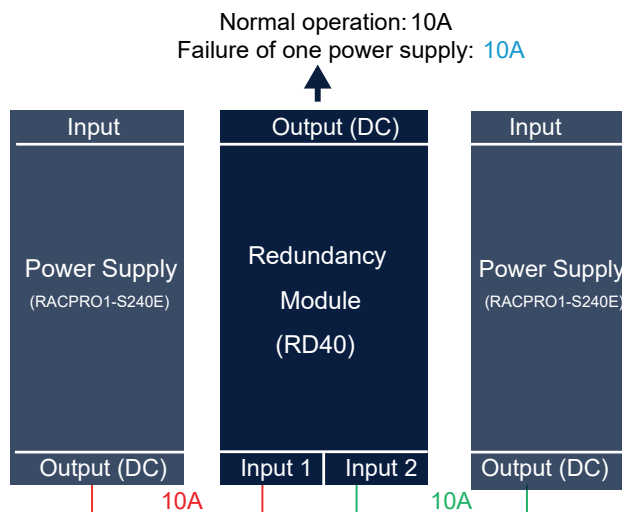 Normal operation: 10A
Failure of one power supply: 10A
Input
Output (DC)
Input
Power Supply
(RACPRO1-S240E)
Redundancy
Module
(RD40)
Power Supply
(RACPRO1-S240E)
Output (DC)
Input 1
Input 2
Output (DC)
10A
10A